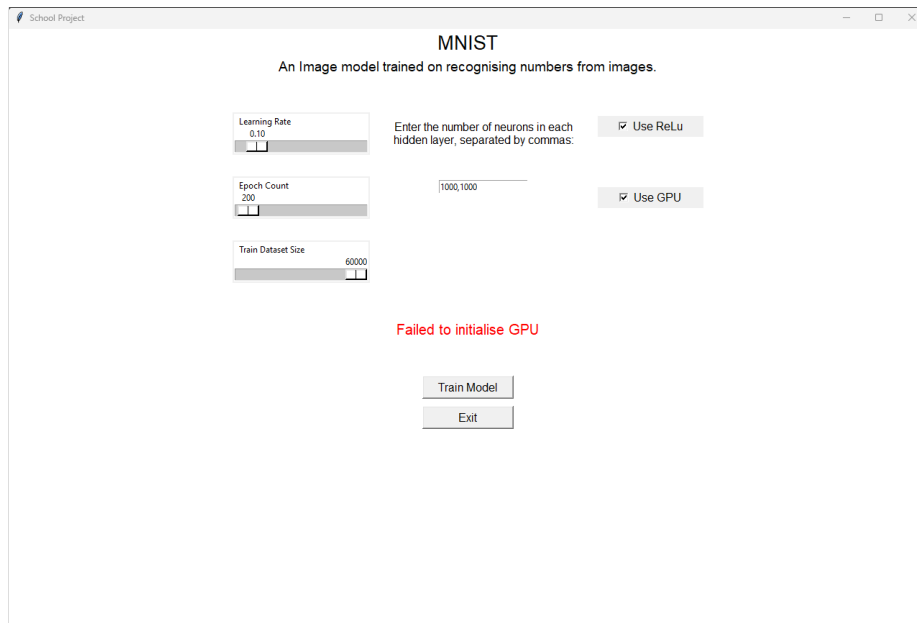 School Project
MNIST
An Image model trained on recognising numbers from images.
Learning Rate
0.10
Enter the number of neurons in each
hidden layer, separated by commas:
Use ReLu
Epoch Count
200
1000,1000
Use GPU
Train Dataset Size
60000
Failed to initialise GPU
Train Model
Exit